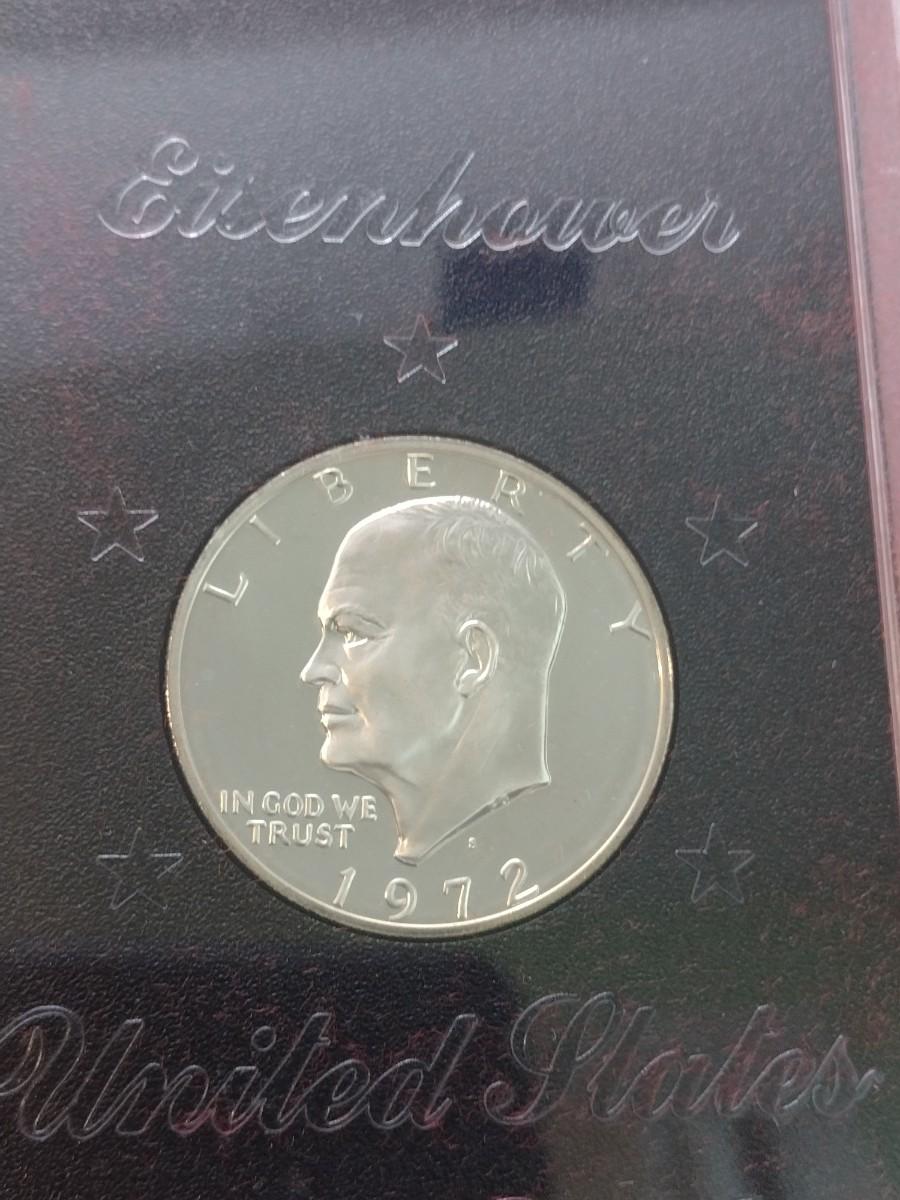 Eisenhower
LIBERTY
IN GOD WE
TRUST
S
1972
United States